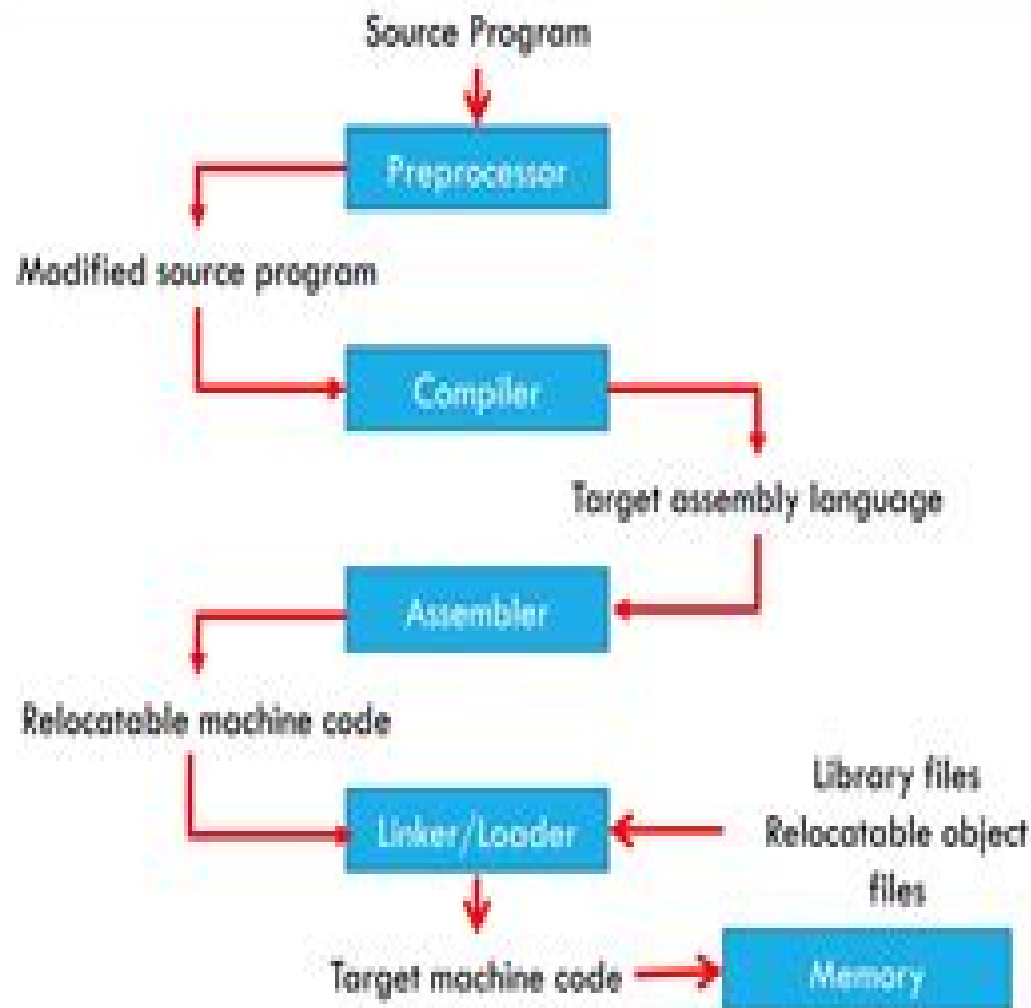 Source Program
Preprocessor
Modified source program
Compiler
Target assembly language
Assembler
Relocatable machine code
Library files
Linker/Loader
Relocatable object
files
Target machine code
Memory